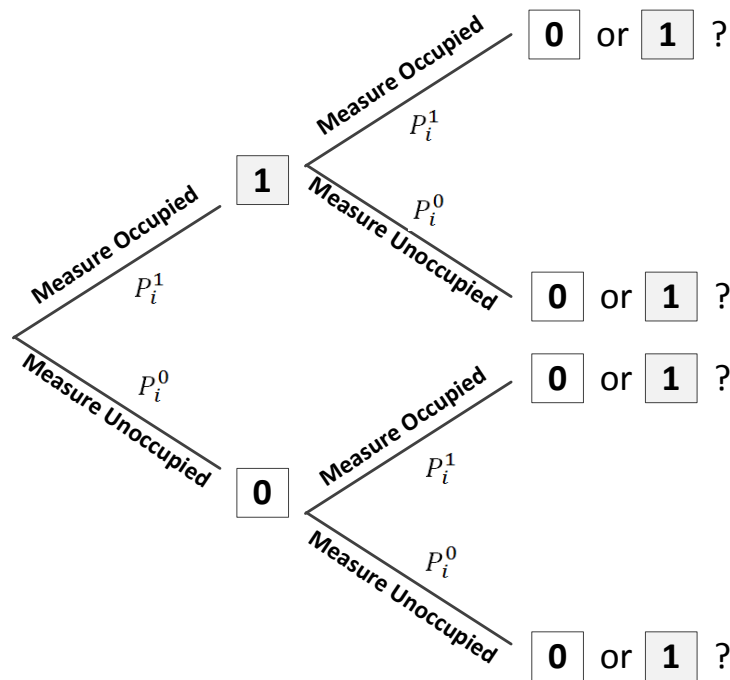 Measure Occupied
0 or 1 ?
P_i^1
1
P_i^0
Measure Unoccupied
Measure Occupied
0 or 1 ?
P_i^1
0 or 1 ?
P_i^0
Measure Unoccupied
Measure Occupied
P_i^1
0
P_i^0
Measure Unoccupied
0 or 1 ?